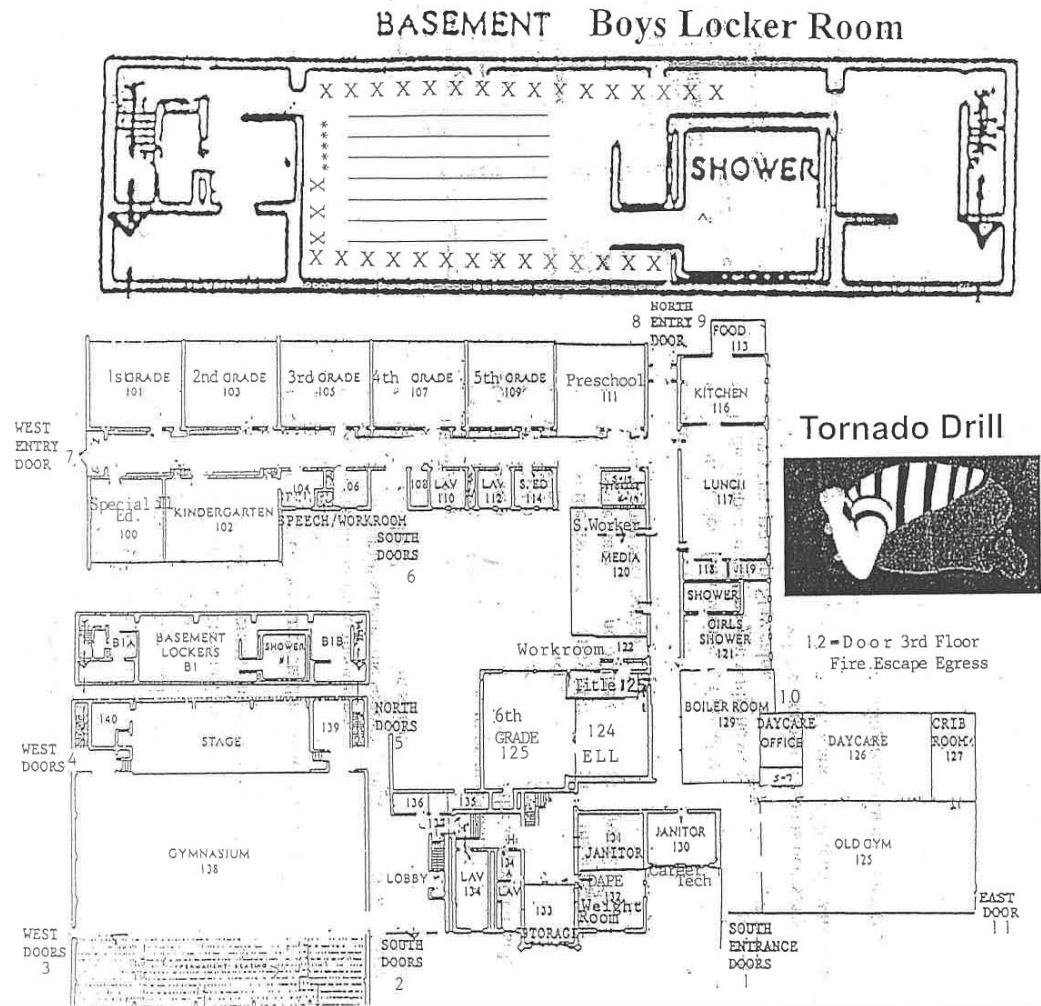 BASEMENT Boys Locker Room
X X X X X X X X X X X X X X X X
*****
X
X
X
SHOWER
X X X X X X X X X X X X X X
8 NORTH ENTRY DOOR 9
FOOD
113
1st GRADE
101
2nd GRADE
103
3rd GRADE
105
4th GRADE
107
5th GRADE
109
Preschool
111
KITCHEN
116
WEST
ENTRY
DOOR
7
Tornado Drill
Special
Ed.
100
KINDERGARTEN
102
104
106
108
LAV
110
LAV
112
S. ED
114
LUNCH
117
SPEECH/WORKROOM
SOUTH
DOORS
6
S.Worker
MEDIA
120
118
119
SHOWER
GIRLS
SHOWER
121
B1A
BASEMENT
LOCKERS
B1
SHOWER
#1
B1B
Workroom
122
12=Door 3rd Floor
Fire Escape Egress
Title 125
140
STAGE
139
NORTH
DOORS
5
6th
GRADE
125
124
ELL
BOILER ROOM
129
10
DAYCARE
OFFICE
DAYCARE
126
CRIB
ROOM
127
WEST
DOORS 4
136
135
GYMNASIUM
138
LOBBY
LAV
134
134
A
LAV
133
STORAGE
131
JANITOR
JANITOR
130
Career
Tech
DAPE
132
Weight
Room
OLD GYM
125
EAST
DOOR
11
WEST
DOORS
3
SOUTH
DOORS
2
SOUTH
ENTRANCE
DOORS
1